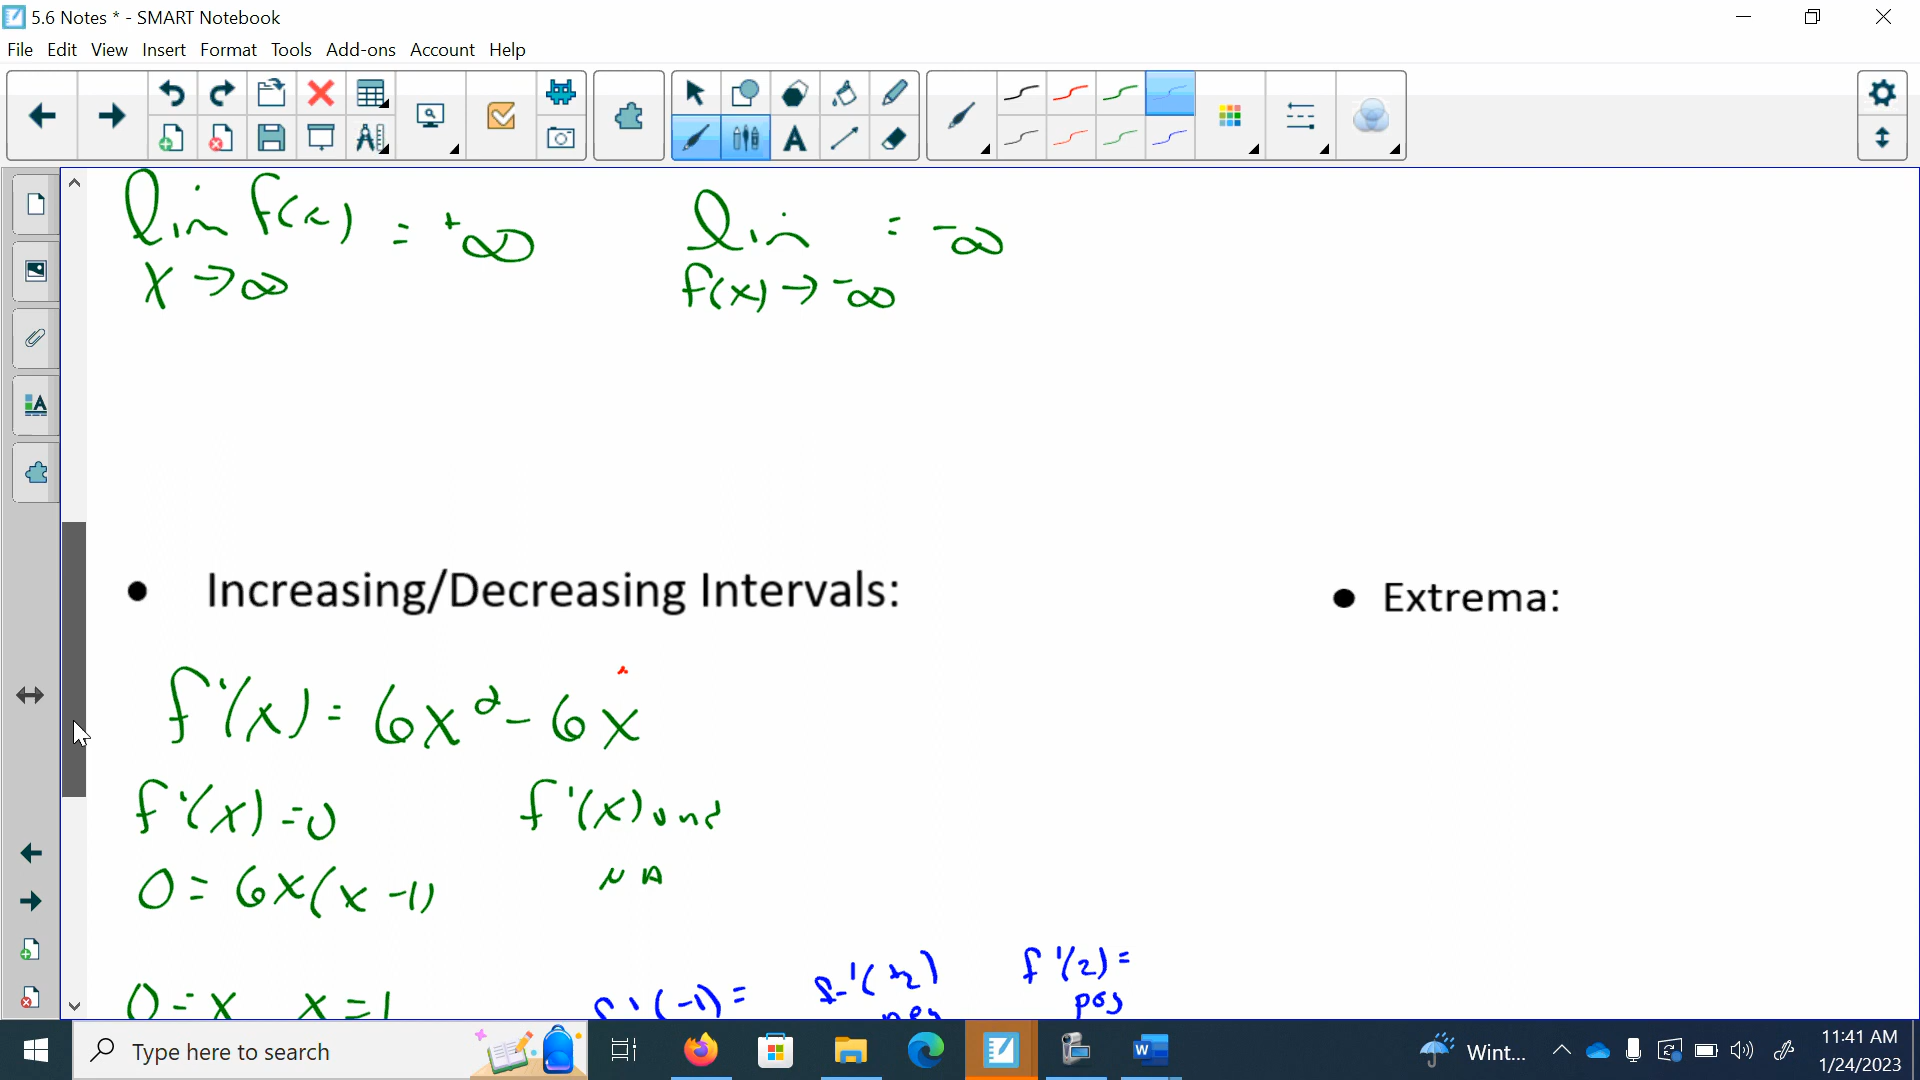 5.6 Notes * - SMART Notebook
File Edit View Insert Format Tools Add-ons Account Help
lim f(x) = +∞
x → ∞
lim = -∞
f(x) → -∞
• Increasing/Decreasing Intervals:
• Extrema:
f'(x) = 6x² - 6x
f'(x) = 0
f'(x) und
NA
0 = 6x(x - 1)
0 = x x = 1
f'(-1) =
f'(½)
neg
f'(2) =
pos
Type here to search
Wint...
11:41 AM
1/24/2023